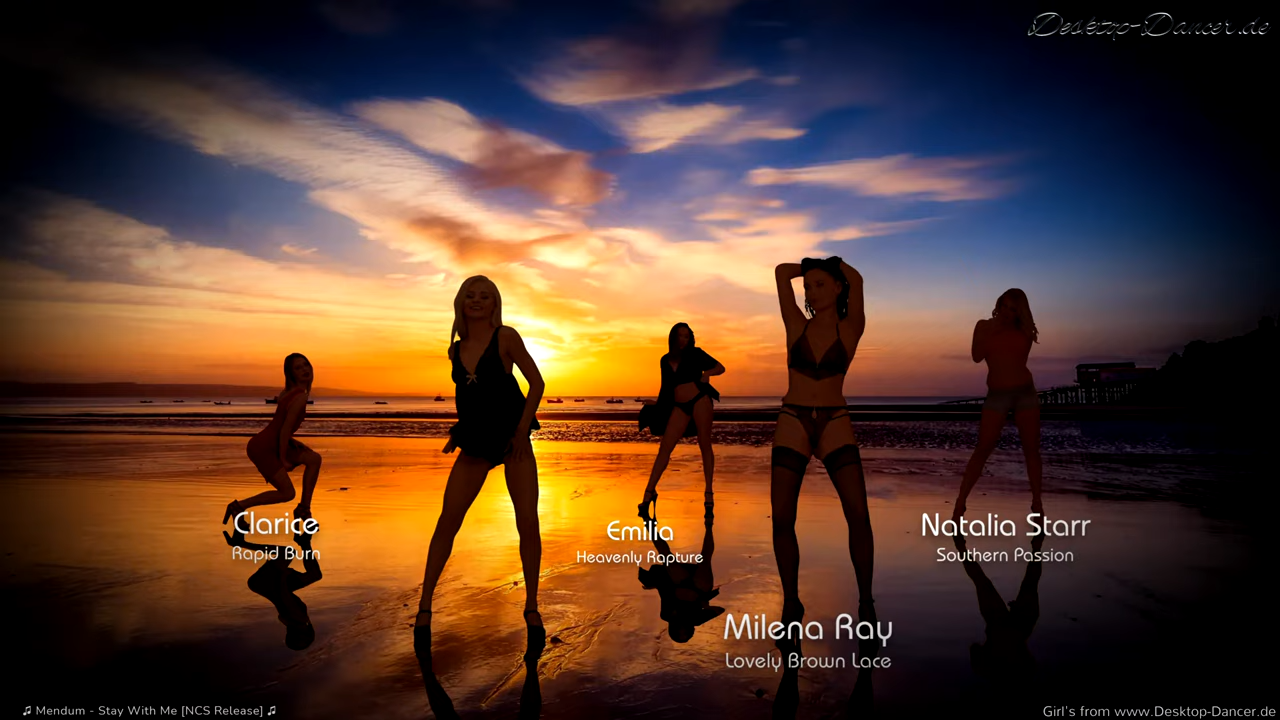 Desktop-Dancer.de
Clarice
Rapid Burn
Emilia
Heavenly Rapture
Natalia Starr
Southern Passion
Milena Ray
Lovely Brown Lace
♫ Mendum - Stay With Me [NCS Release] ♫
Girl's from www.Desktop-Dancer.de